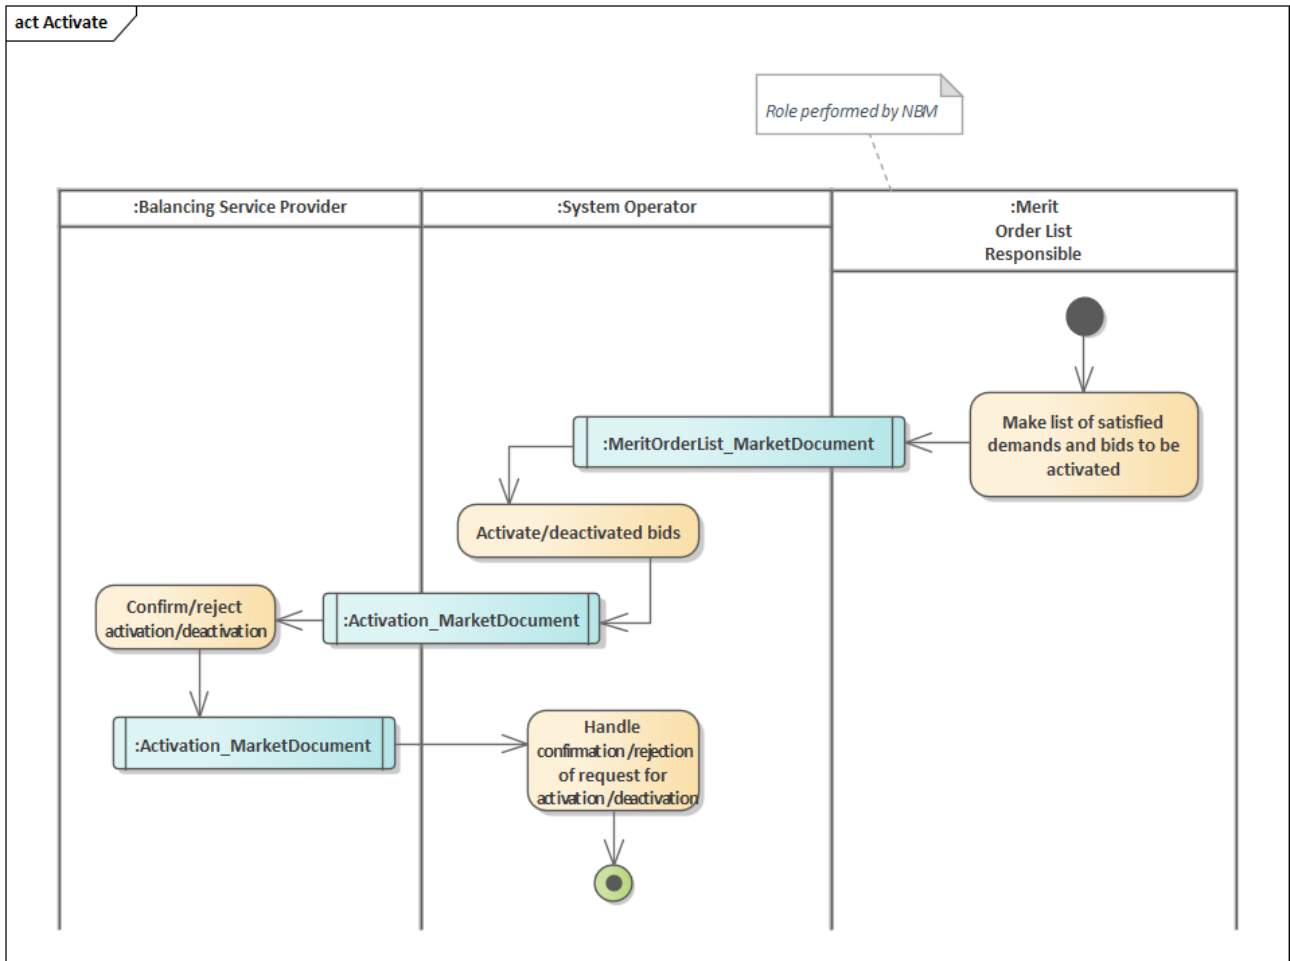 act Activate
Role performed by NBM
:Balancing Service Provider
:System Operator
:Merit
Order List
Responsible
Make list of satisfied
demands and bids to be
activated
:MeritOrderList_MarketDocument
Activate/deactivated bids
Confirm/reject
activation/deactivation
:Activation_MarketDocument
:Activation_MarketDocument
Handle
confirmation/rejection
of request for
activation/deactivation